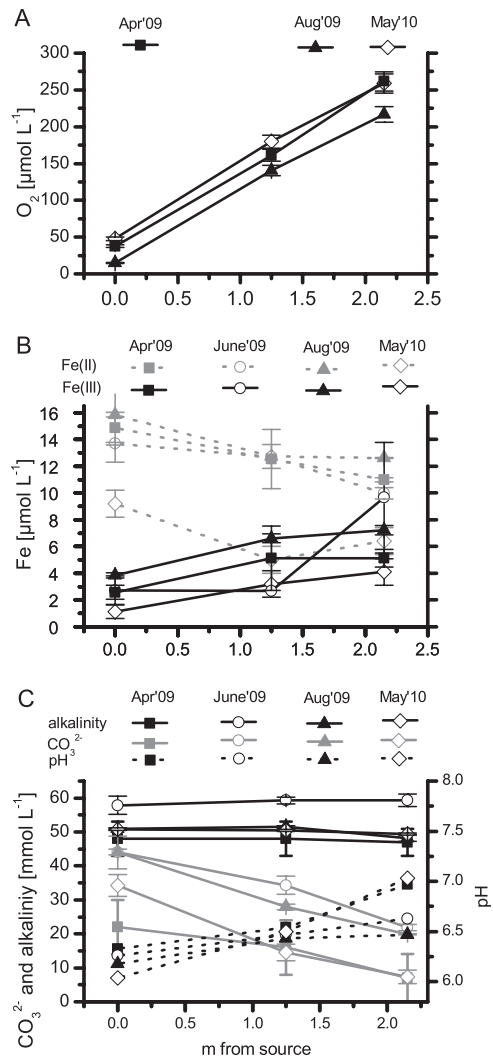 A
Apr'09 Aug'09 May'10
O2 [µmol L-1]
300
250
200
150
100
50
0
0.0 0.5 1.0 1.5 2.0 2.5
B
Apr'09 June'09 Aug'09 May'10
Fe(II)
Fe(III)
Fe [µmol L-1]
16
14
12
10
8
6
4
2
0
0.0 0.5 1.0 1.5 2.0 2.5
C
Apr'09 June'09 Aug'09 May'10
alkalinity
CO 2-
pH 3
CO3 2- and alkaliniy [mmol L-1]
60
50
40
30
20
10
0
8.0
7.5
7.0
6.5
6.0
pH
0.0 0.5 1.0 1.5 2.0
m from source